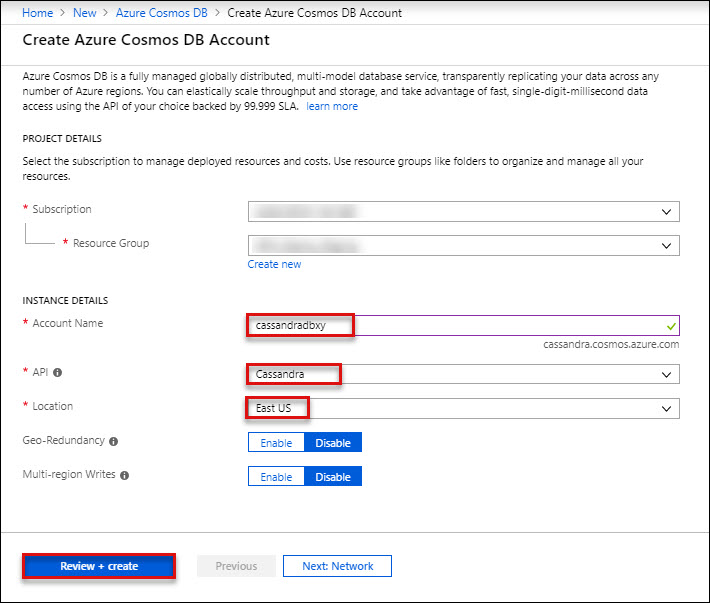 Home > New > Azure Cosmos DB > Create Azure Cosmos DB Account
Create Azure Cosmos DB Account
Azure Cosmos DB is a fully managed globally distributed, multi-model database service, transparently replicating your data across any
number of Azure regions. You can elastically scale throughput and storage, and take advantage of fast, single-digit-millisecond data
access using the API of your choice backed by 99.999 SLA. learn more
PROJECT DETAILS
Select the subscription to manage deployed resources and costs. Use resource groups like folders to organize and manage all your
resources.
* Subscription
* Resource Group
Create new
INSTANCE DETAILS
* Account Name cassandradbxy
cassandra.cosmos.azure.com
* API Cassandra
* Location East US
Geo-Redundancy Enable Disable
Multi-region Writes Enable Disable
Review + create Previous Next: Network